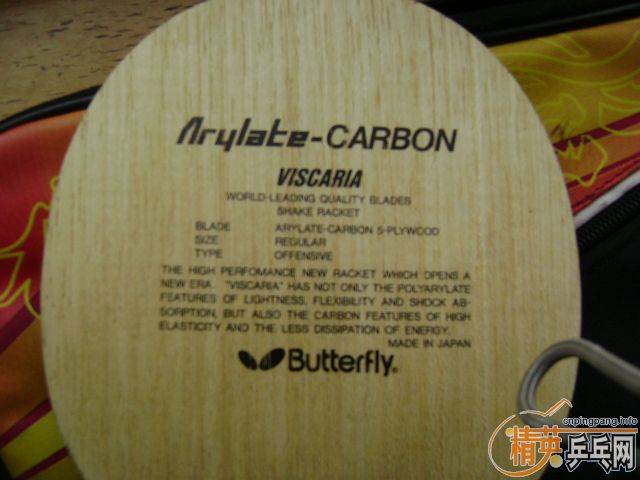 Arylate-CARBON
VISCARIA
WORLD-LEADING QUALITY BLADES
SHAKE RACKET
BLADE ARYLATE-CARBON 5-PLYWOOD
SIZE REGULAR
TYPE OFFENSIVE
THE HIGH PERFOMANCE NEW RACKET WHICH OPENS A
NEW ERA. "VISCARIA" HAS NOT ONLY THE POLYARYLATE
FEATURES OF LIGHTNESS, FLEXIBILITY AND SHOCK AB-
SORPTION, BUT ALSO THE CARBON FEATURES OF HIGH
ELASTICITY AND THE LESS DISSIPATION OF ENERGY.
MADE IN JAPAN
Butterfly®
cnpingpang.info
精英乒乓网